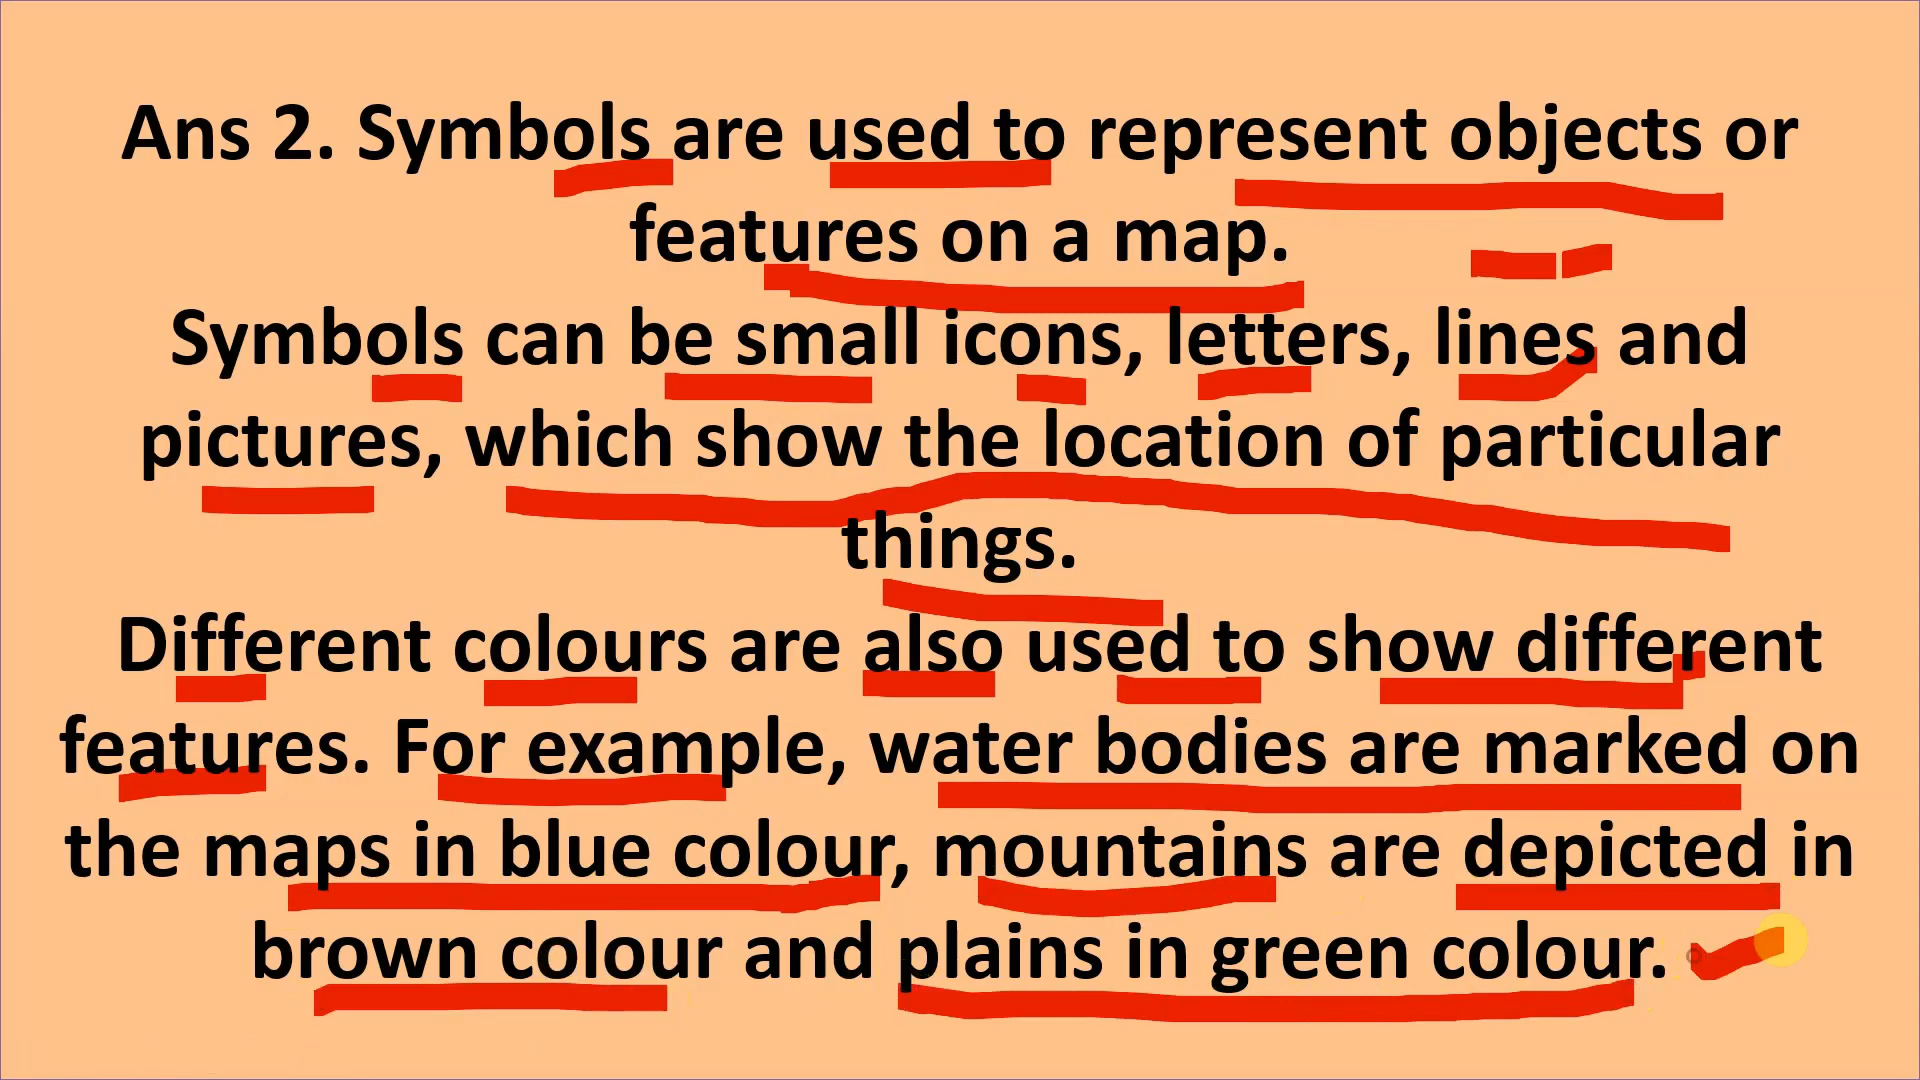 Ans 2. Symbols are used to represent objects or
features on a map.
Symbols can be small icons, letters, lines and
pictures, which show the location of particular
things.
Different colours are also used to show different
features. For example, water bodies are marked on
the maps in blue colour, mountains are depicted in
brown colour and plains in green colour.